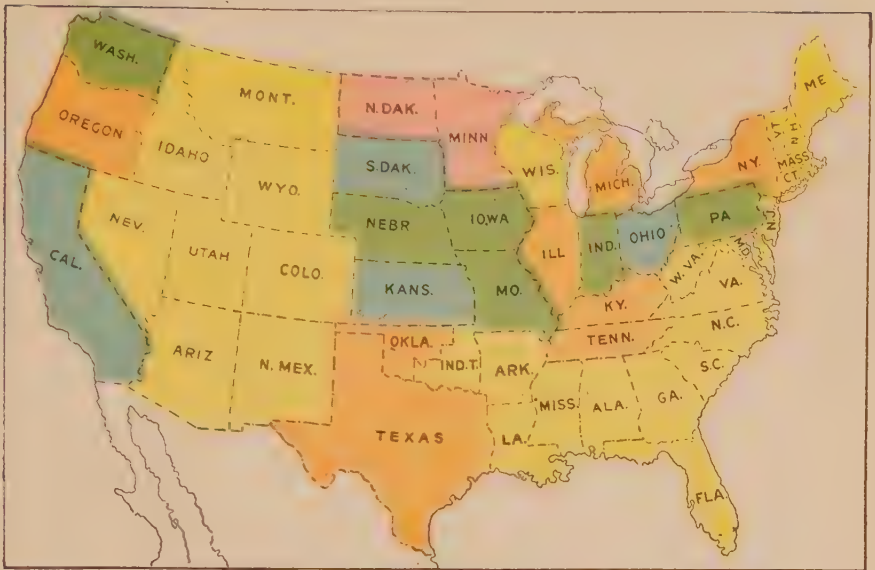 WASH.
MONT.
N.DAK.
MINN
ME
OREGON
IDAHO
S.DAK.
WIS.
MICH.
N.Y.
VT
N H
MASS.
CT.
WYO.
NEBR
IOWA
NEV.
UTAH
COLO.
KANS.
MO.
ILL
IND.
OHIO
PA
N.J.
MD.
CAL.
W.VA.
VA.
KY.
ARIZ
N. MEX.
OKLA.
IND.T.
ARK.
TENN.
N.C.
S.C.
TEXAS
LA.
MISS.
ALA.
GA.
FLA.